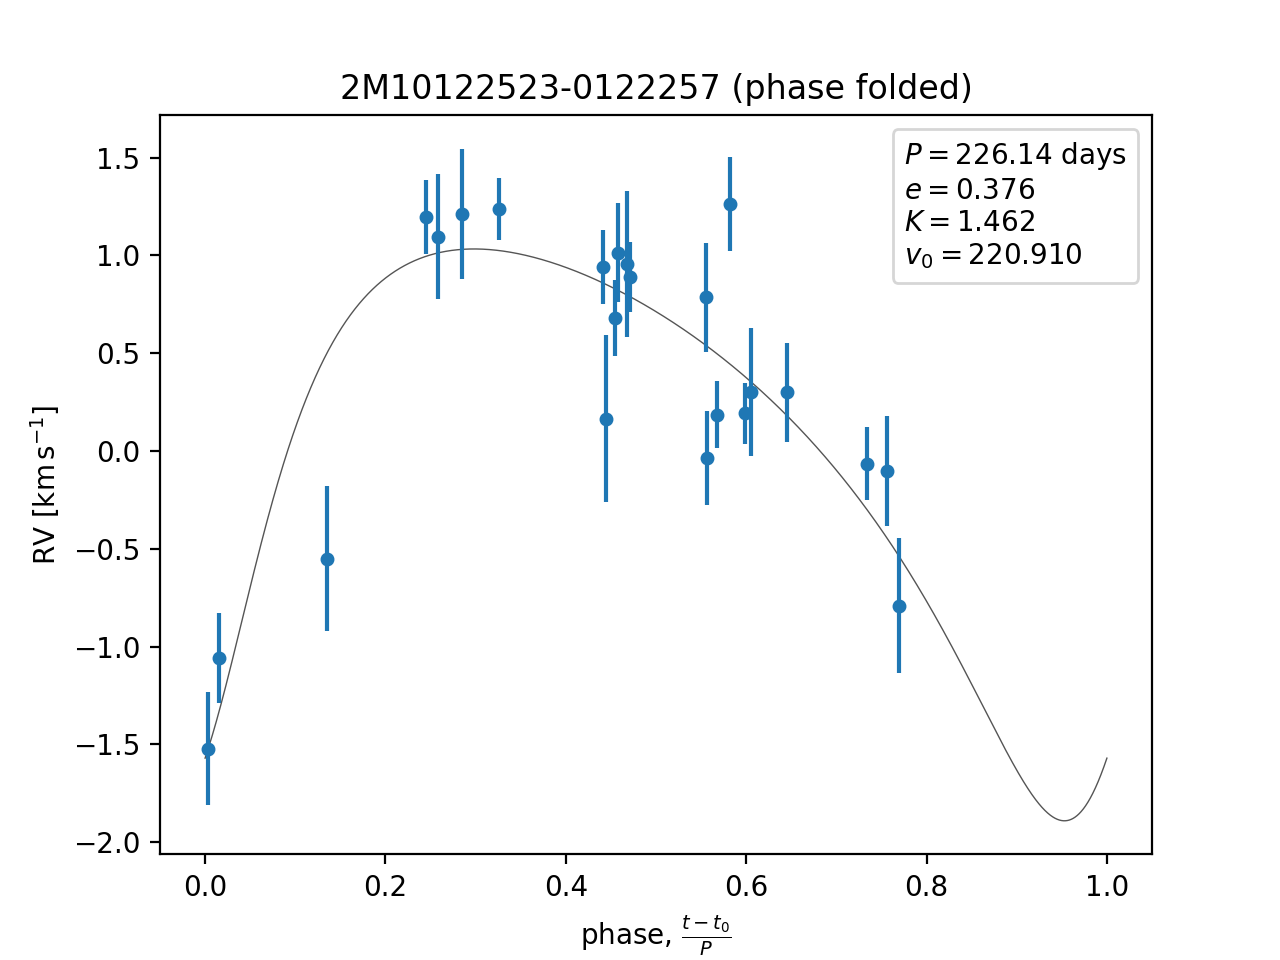 2M10122523-0122257 (phase folded)
P = 226.14 days
e = 0.376
K = 1.462
v₀ = 220.910
RV [km s⁻¹]
1.5
1.0
0.5
0.0
−0.5
−1.0
−1.5
−2.0
0.0 0.2 0.4 0.6 0.8 1.0
phase, (t − t₀)/P